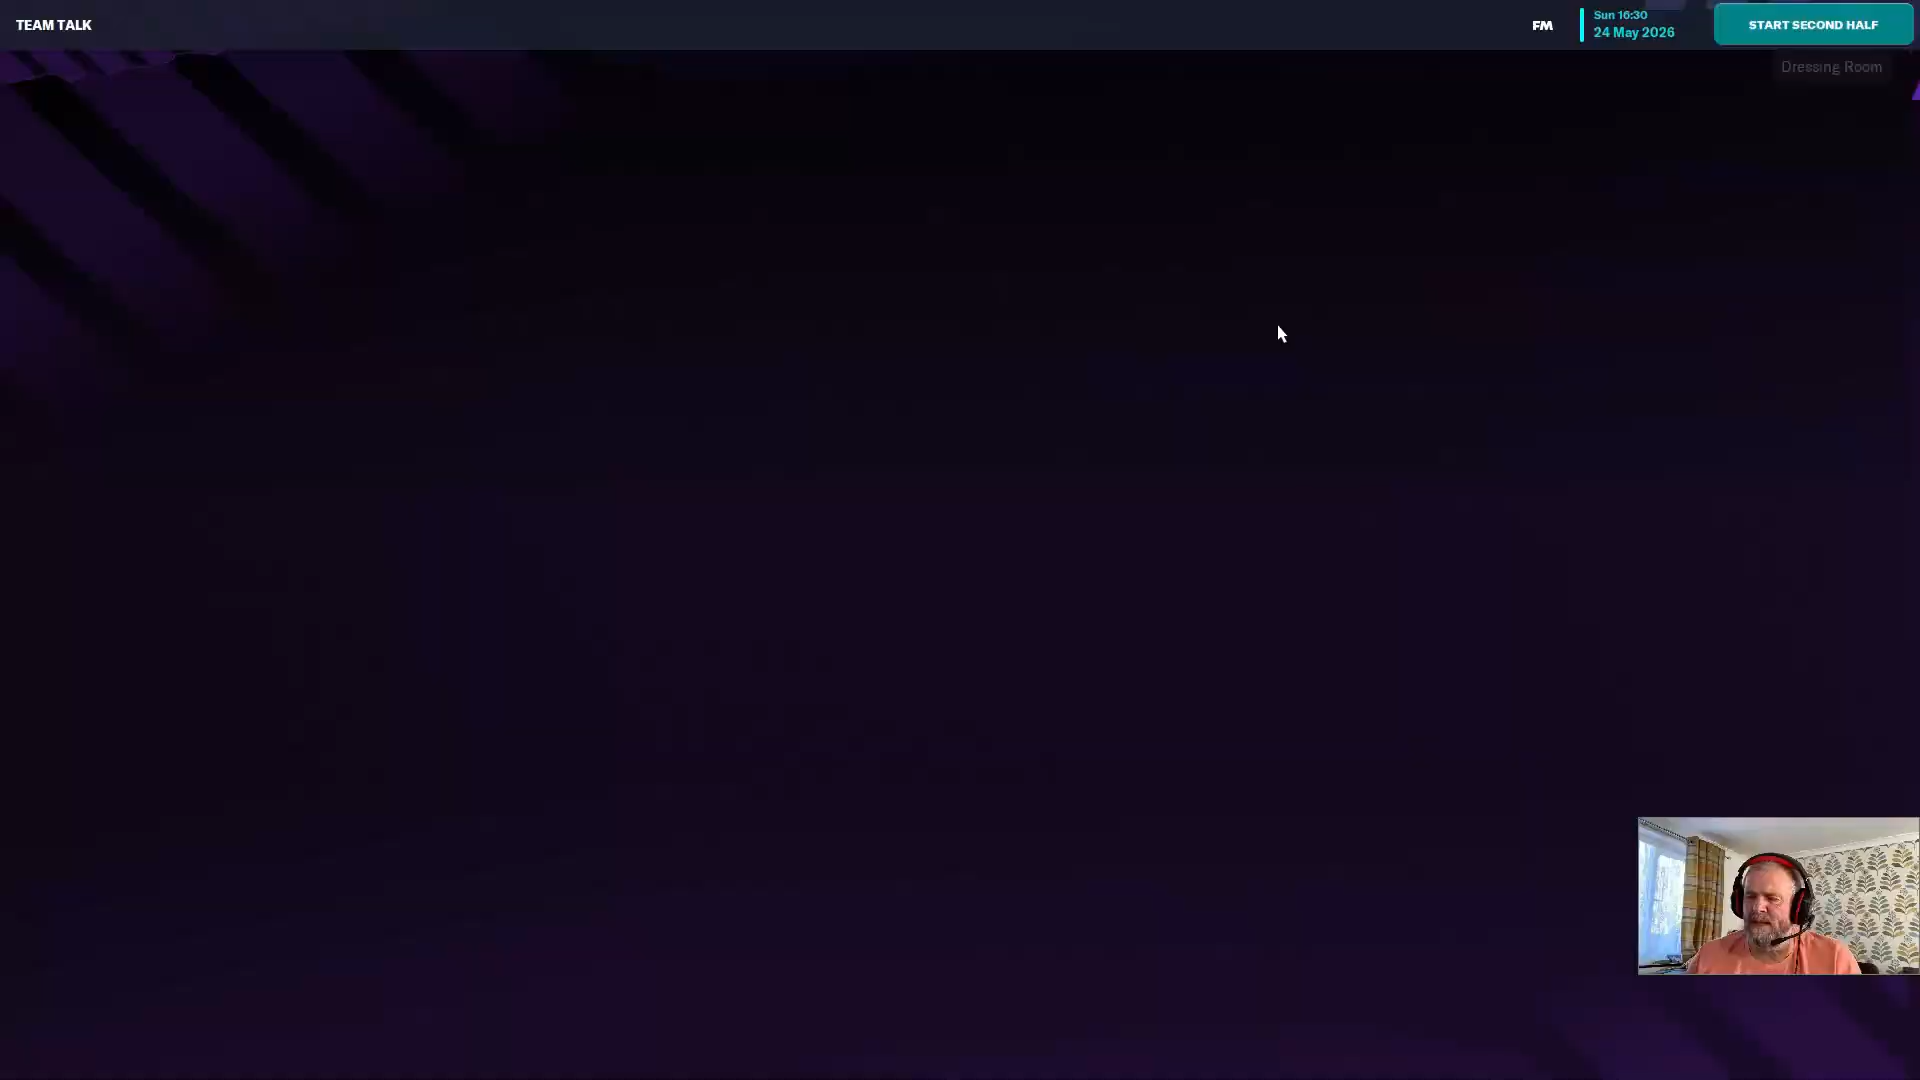 TEAM TALK
FM
Sun 16:30
24 May 2026
START SECOND HALF
Dressing Room